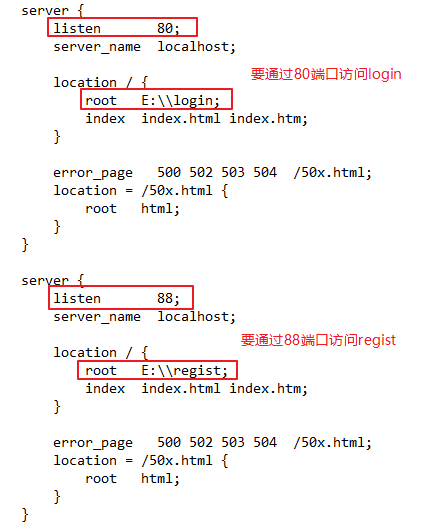 server {
    listen       80;
    server_name  localhost;
    location / {
要通过80端口访问login
        root   E:\\login;
        index  index.html index.htm;
    }
    error_page   500 502 503 504  /50x.html;
    location = /50x.html {
        root   html;
    }
}
server {
    listen       88;
    server_name  localhost;
要通过88端口访问regist
    location / {
        root   E:\\regist;
        index  index.html index.htm;
    }
    error_page   500 502 503 504  /50x.html;
    location = /50x.html {
        root   html;
    }
}